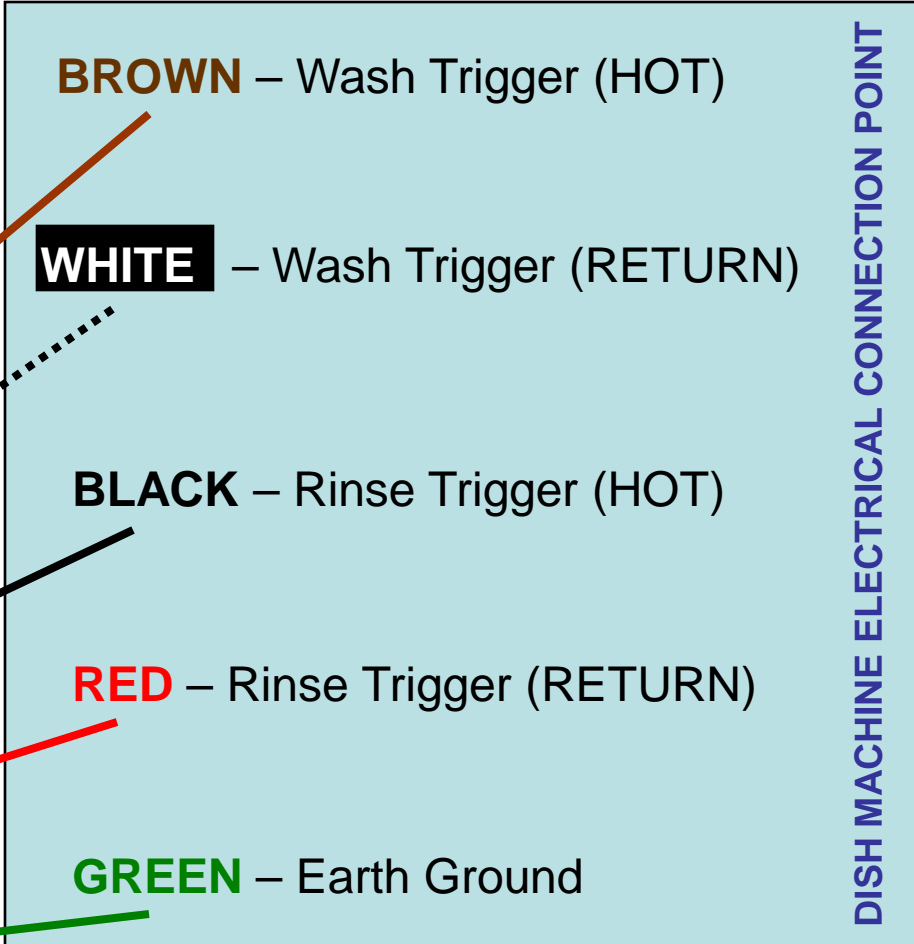 BROWN – Wash Trigger (HOT)
WHITE – Wash Trigger (RETURN)
BLACK – Rinse Trigger (HOT)
RED – Rinse Trigger (RETURN)
GREEN – Earth Ground
DISH MACHINE ELECTRICAL CONNECTION POINT